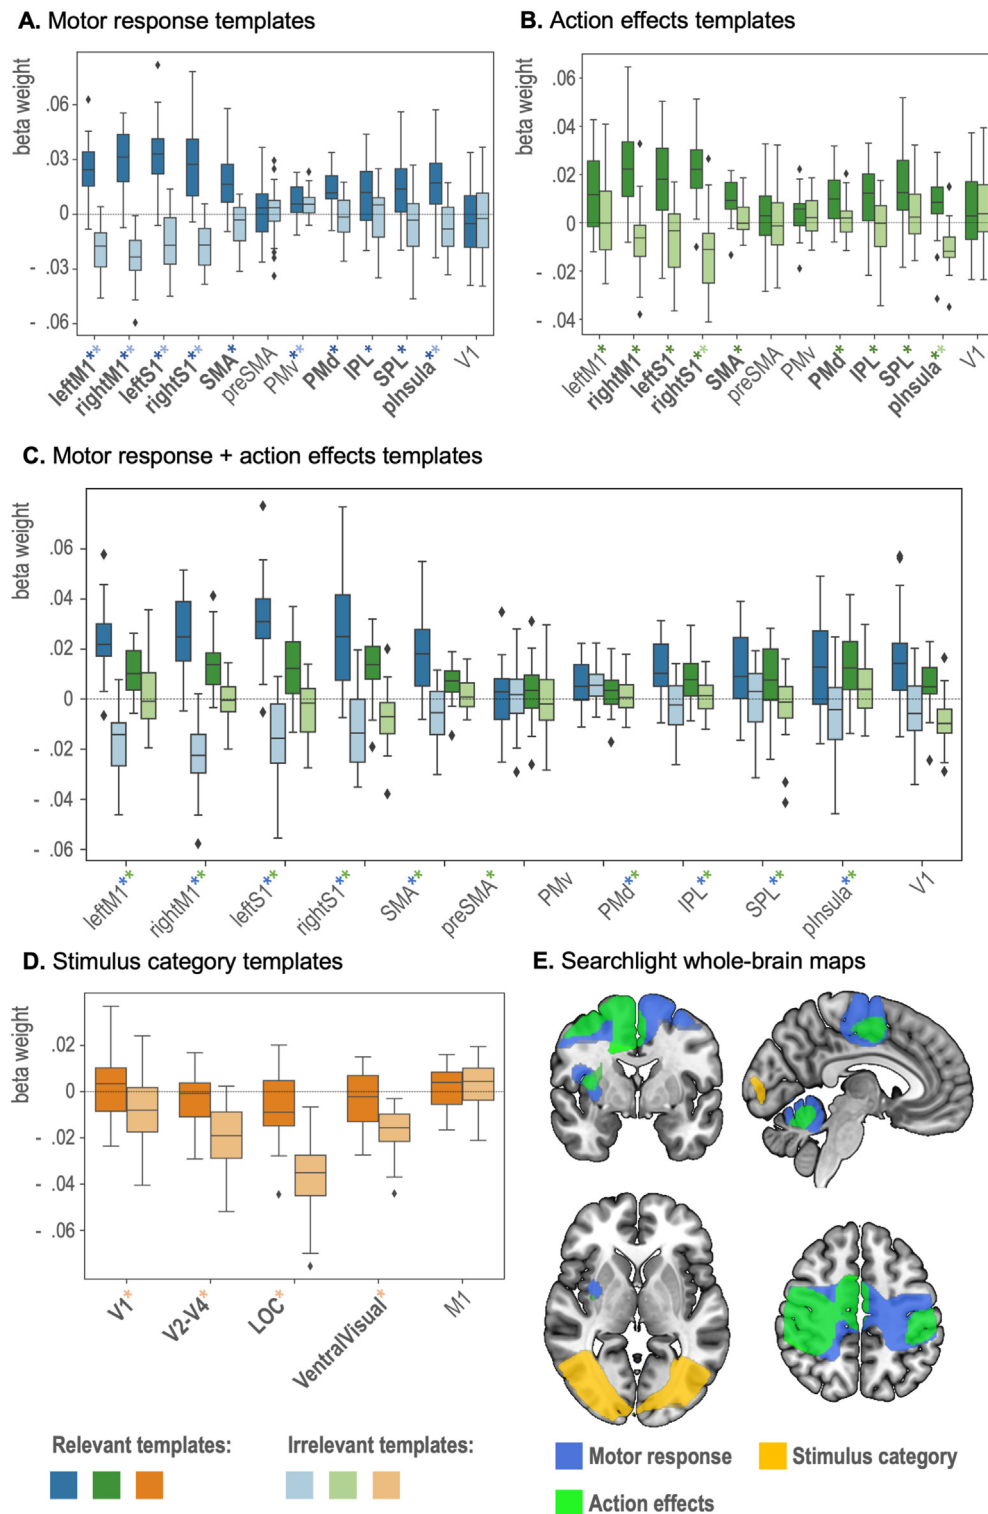 A. Motor response templates
B. Action effects templates
beta weight
.06
.03
0
- .03
- .06
leftM1**
rightM1**
leftS1**
rightS1**
SMA*
preSMA
PMv**
PMd*
IPL*
SPL*
pInsula**
V1
beta weight
.06
.04
.02
0
- .02
- .04
leftM1*
rightM1*
leftS1*
rightS1**
SMA*
preSMA
PMv
PMd*
IPL*
SPL*
pInsula**
V1
C. Motor response + action effects templates
beta weight
.06
.04
.02
0
- .02
- .04
- .06
leftM1**
rightM1**
leftS1**
rightS1**
SMA**
preSMA*
PMv
PMd**
IPL**
SPL**
pInsula**
V1
D. Stimulus category templates
E. Searchlight whole-brain maps
beta weight
.02
0
- .02
- .04
- .06
V1*
V2-V4*
LOC*
VentralVisual*
M1
Relevant templates:
Irrelevant templates:
Motor response
Stimulus category
Action effects